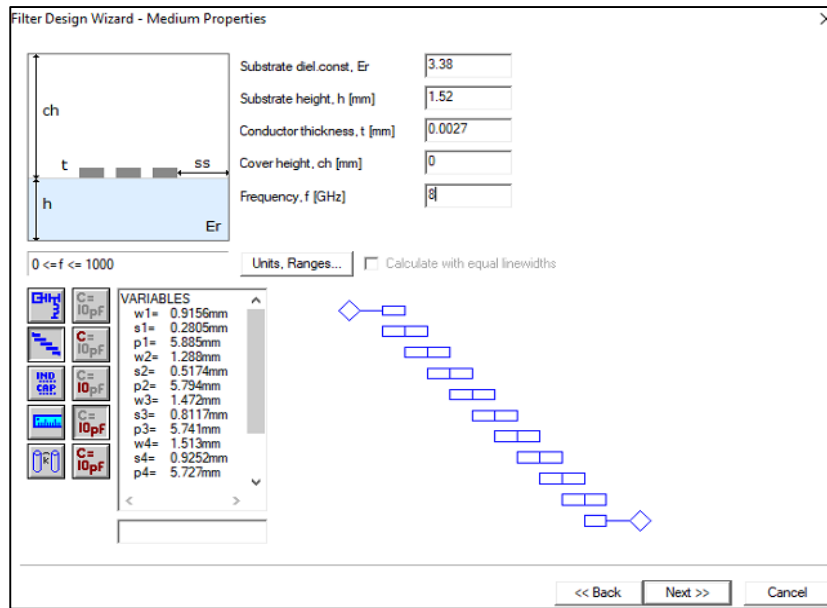 Filter Design Wizard - Medium Properties
Substrate diel.const, Er 3.38
Substrate height, h [mm] 1.52
Conductor thickness, t [mm] 0.0027
Cover height, ch [mm] 0
Frequency, f [GHz] 8
ch
t
ss
h
Er
0 <=f <= 1000
Units, Ranges...
Calculate with equal linewidths
C=
10pF
C=
10pF
IND
CAP
C=
10pF
C=
10pF
k
C=
10pF
VARIABLES
w1= 0.9156mm
s1= 0.2805mm
p1= 5.885mm
w2= 1.288mm
s2= 0.5174mm
p2= 5.794mm
w3= 1.472mm
s3= 0.8117mm
p3= 5.741mm
w4= 1.513mm
s4= 0.9252mm
p4= 5.727mm
<< Back
Next >>
Cancel